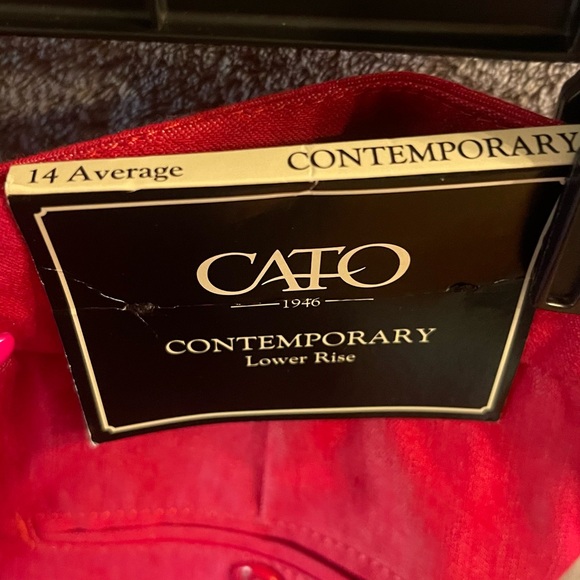 14 Average CONTEMPORARY
CATO
1946
CONTEMPORARY
Lower Rise